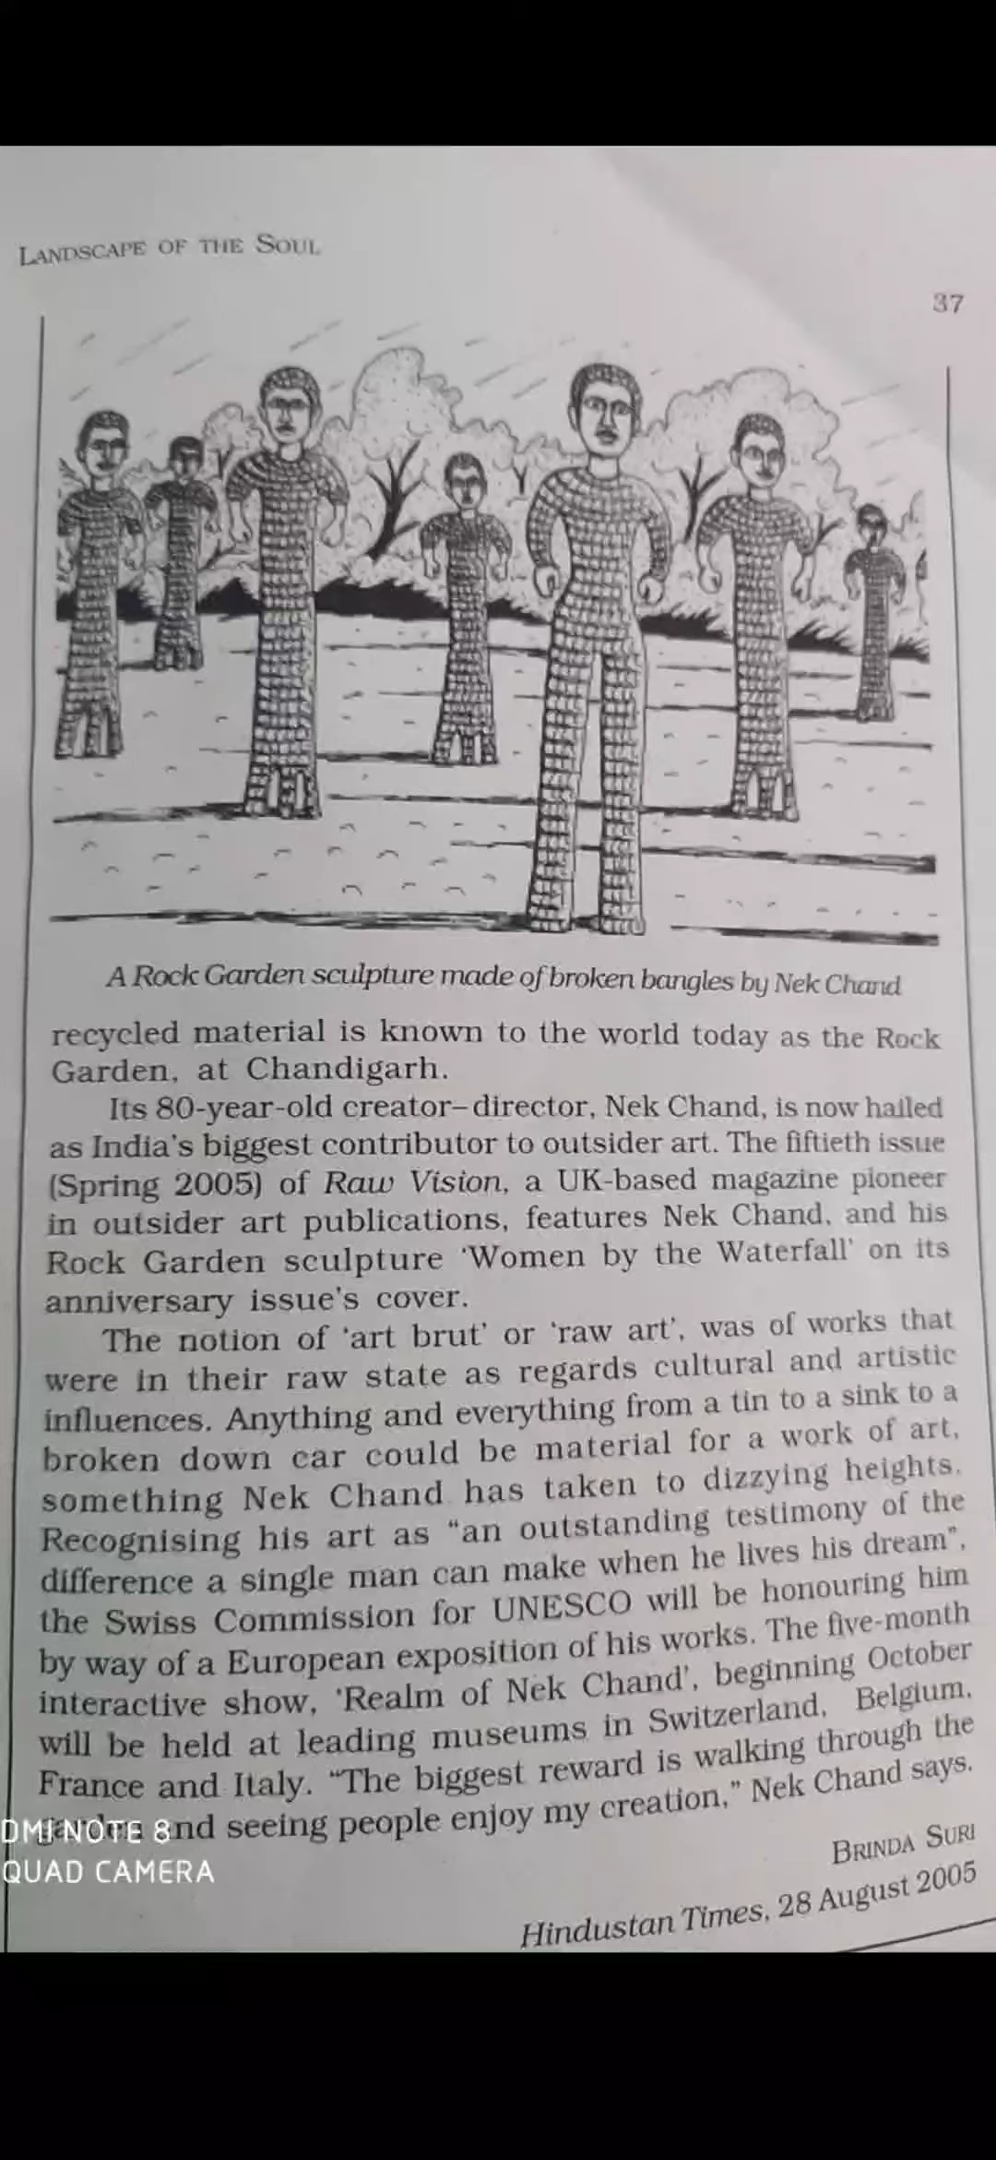 LANDSCAPE OF THE SOUL
37
A Rock Garden sculpture made of broken bangles by Nek Chand
recycled material is known to the world today as the Rock
Garden, at Chandigarh.
Its 80-year-old creator–director, Nek Chand, is now hailed
as India's biggest contributor to outsider art. The fiftieth issue
(Spring 2005) of Raw Vision, a UK-based magazine pioneer
in outsider art publications, features Nek Chand, and his
Rock Garden sculpture 'Women by the Waterfall' on its
anniversary issue's cover.
The notion of 'art brut' or 'raw art', was of works that
were in their raw state as regards cultural and artistic
influences. Anything and everything from a tin to a sink to a
broken down car could be material for a work of art,
something Nek Chand has taken to dizzying heights.
Recognising his art as “an outstanding testimony of the
difference a single man can make when he lives his dream”,
the Swiss Commission for UNESCO will be honouring him
by way of a European exposition of his works. The five-month
interactive show, 'Realm of Nek Chand', beginning October
will be held at leading museums in Switzerland, Belgium,
France and Italy. “The biggest reward is walking through the
garden and seeing people enjoy my creation,” Nek Chand says.
DMI NOTE 8
QUAD CAMERA
BRINDA SURI
Hindustan Times, 28 August 2005